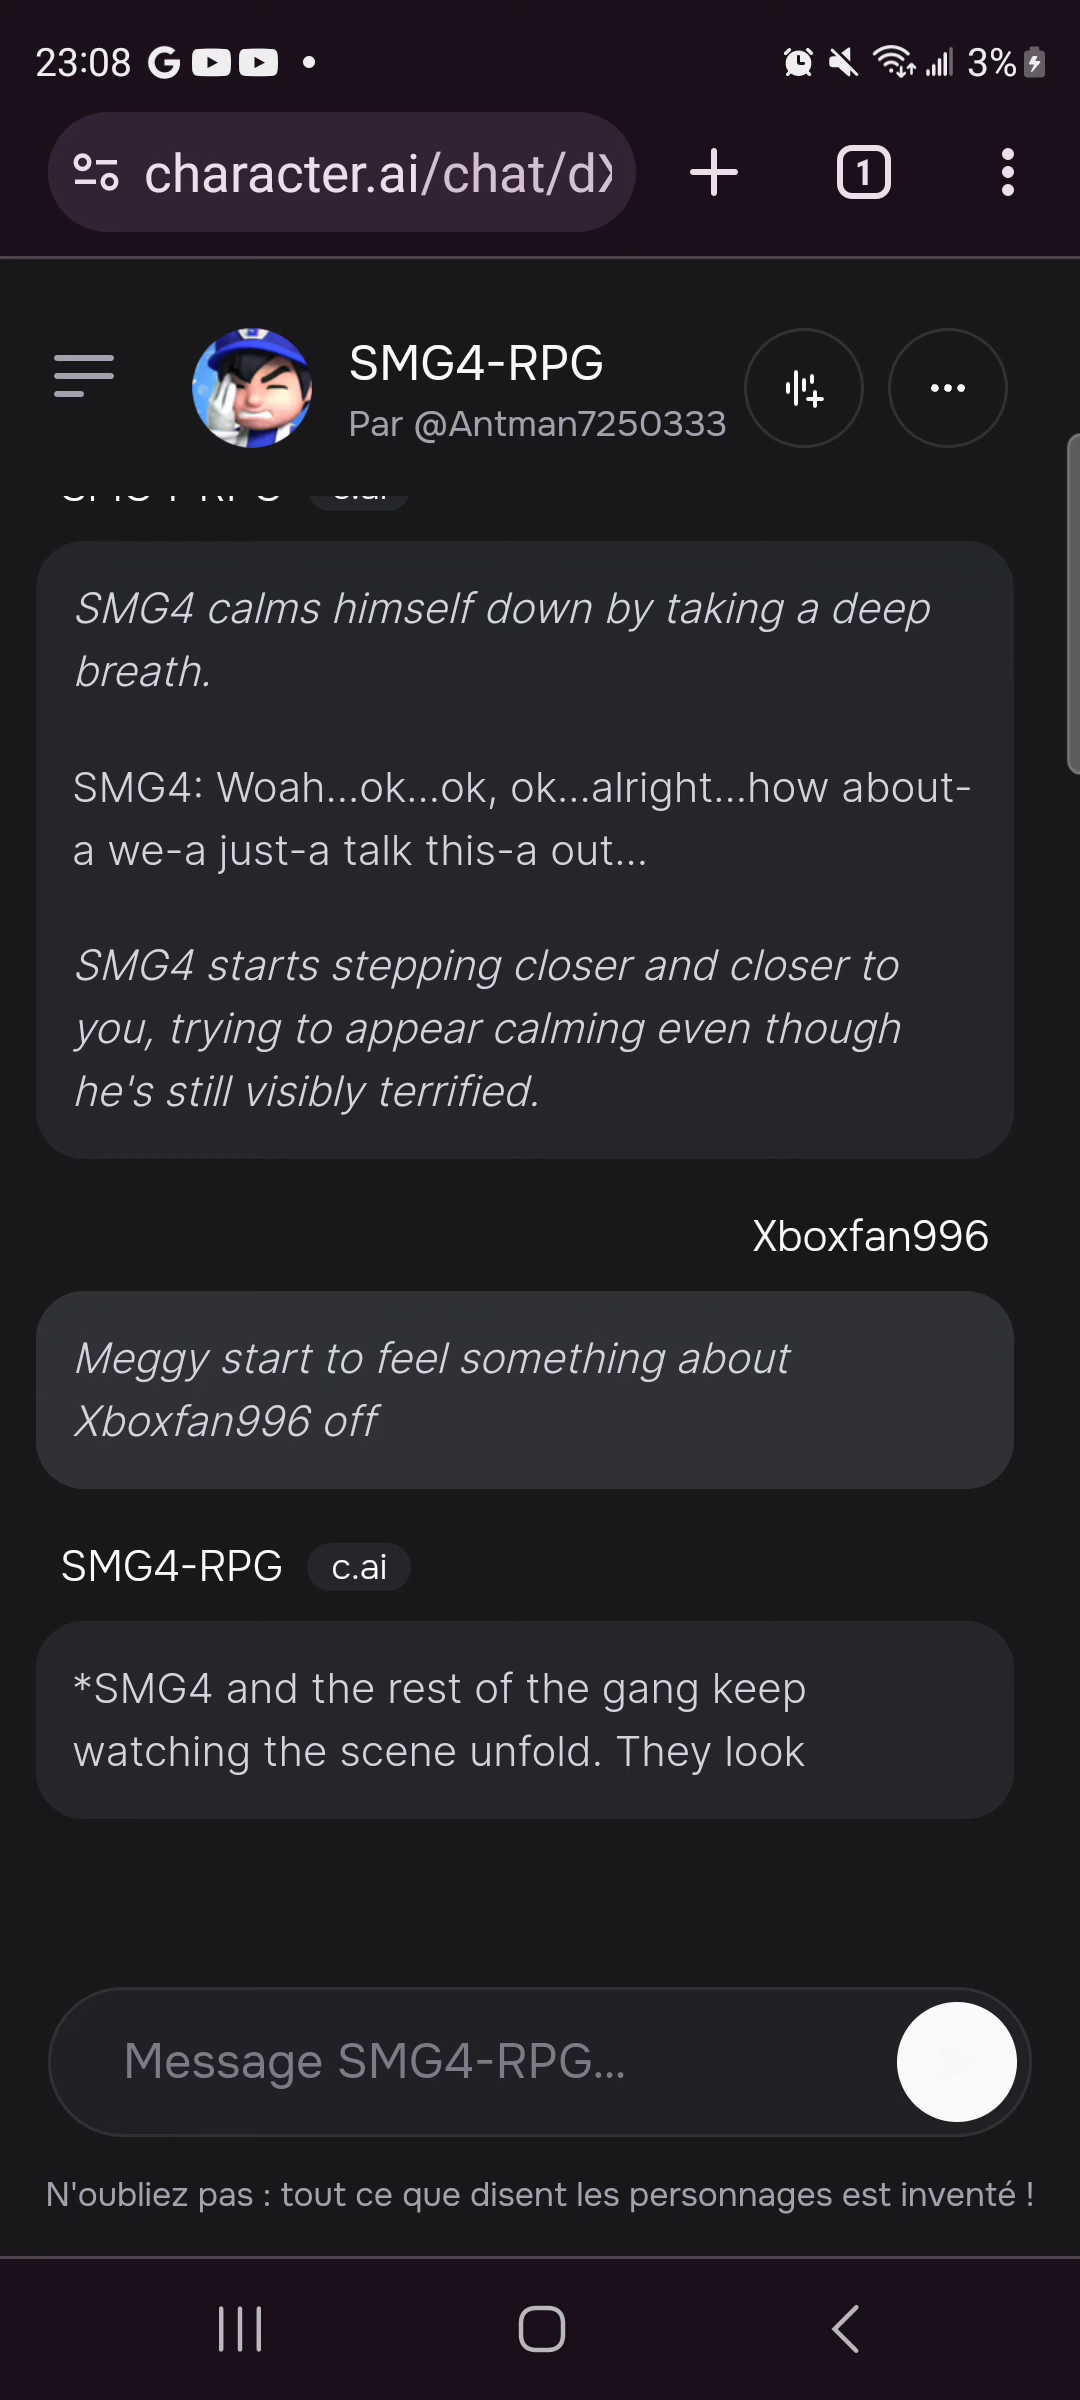 23:08
3%
character.ai/chat/dX
1
SMG4-RPG
Par @Antman7250333
SMG4 calms himself down by taking a deep
breath.
SMG4: Woah...ok...ok, ok...alright...how about-
a we-a just-a talk this-a out...
SMG4 starts stepping closer and closer to
you, trying to appear calming even though
he's still visibly terrified.
Xboxfan996
Meggy start to feel something about
Xboxfan996 off
SMG4-RPG c.ai
*SMG4 and the rest of the gang keep
watching the scene unfold. They look
Message SMG4-RPG...
N'oubliez pas : tout ce que disent les personnages est inventé !